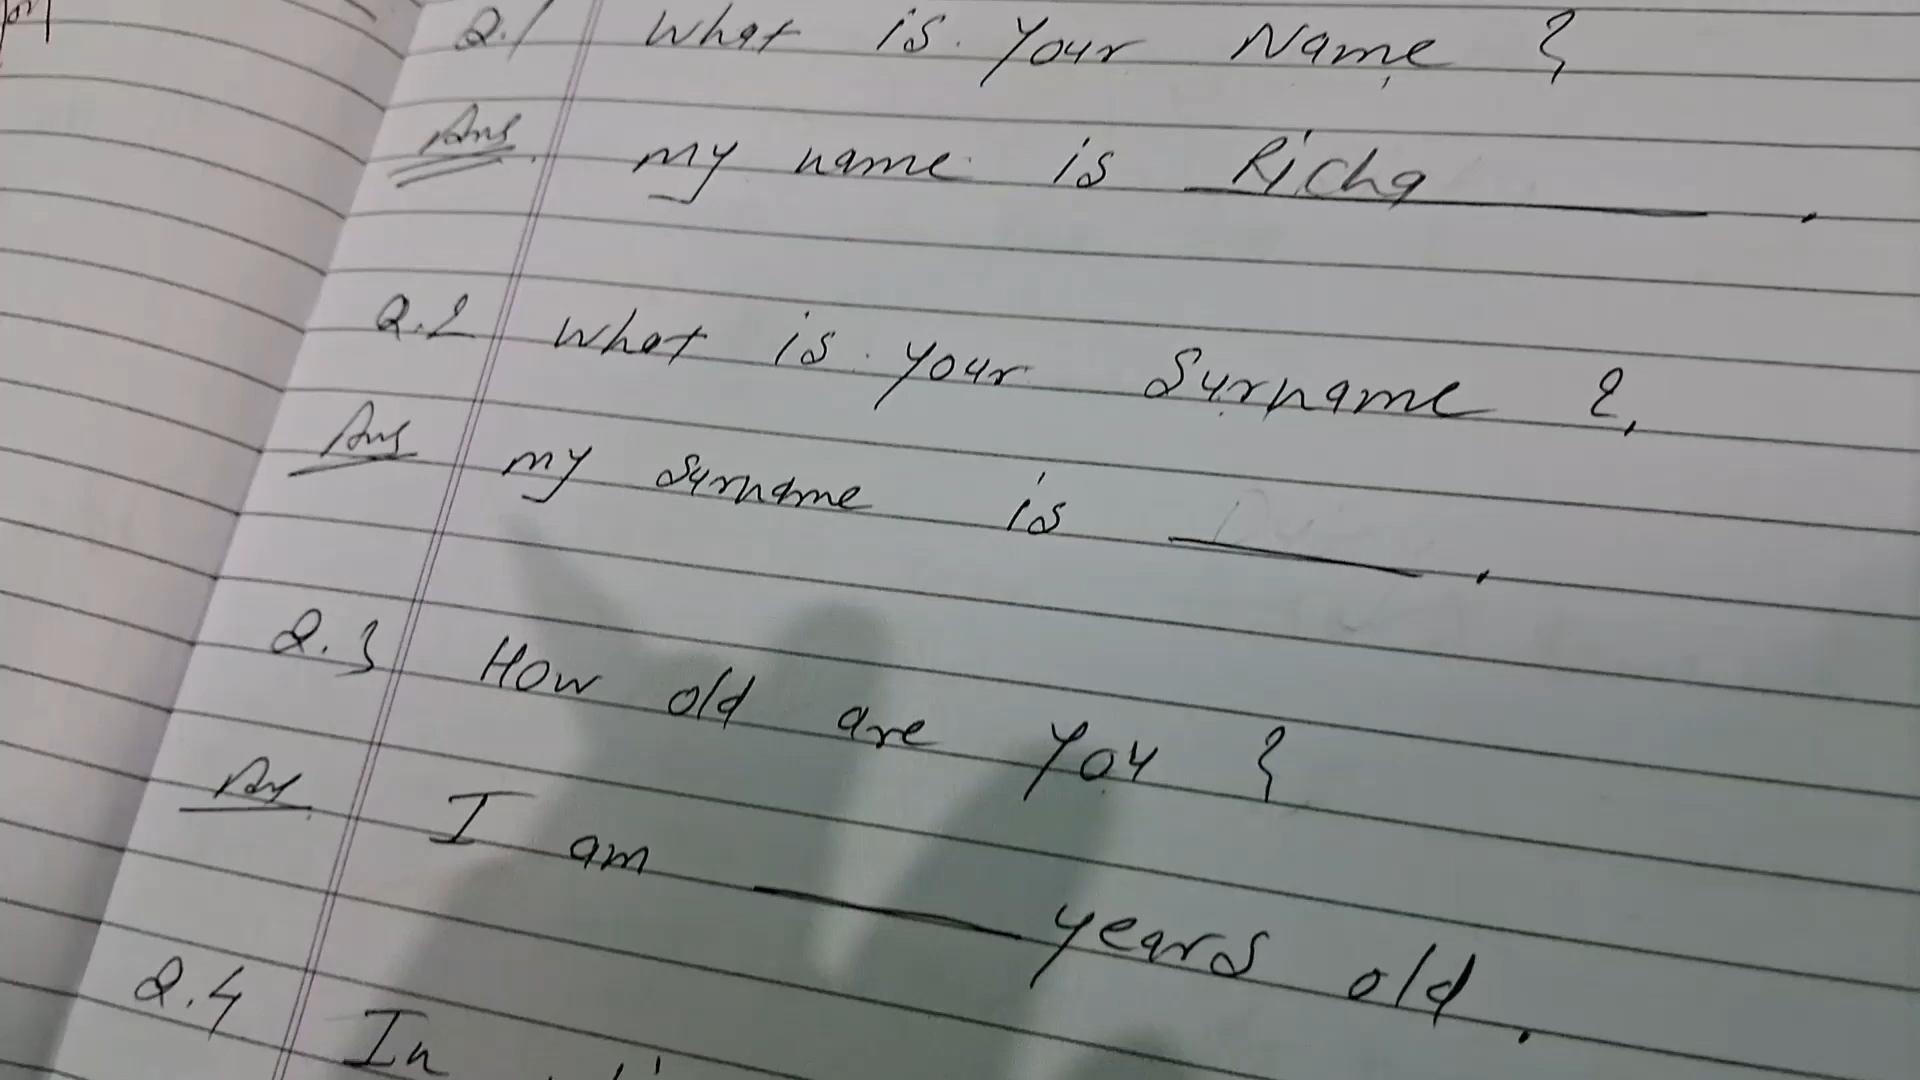 Q.1 What is Your Name ?
Ans my name is Richa .
Q.2 What is your Surname ?
Ans my surname is .
Q.3 How old are you ?
Ans I am years old .
Q.4 In